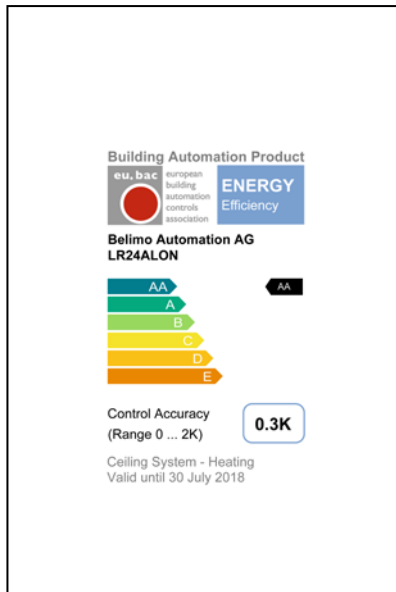 Building Automation Product
eu.bac
european
building
automation
controls
association
ENERGY
Efficiency
Belimo Automation AG
LR24ALON
AA
AA
A
B
C
D
E
Control Accuracy
(Range 0 ... 2K)
0.3K
Ceiling System - Heating
Valid until 30 July 2018